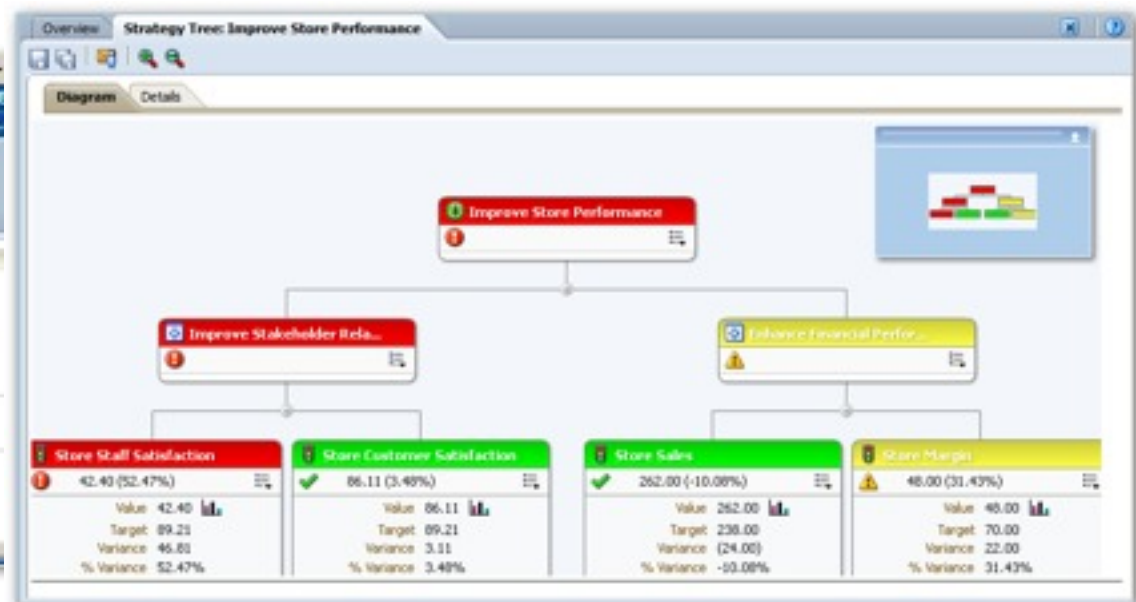 Overview Strategy Tree: Improve Store Performance
Diagram Details
Improve Store Performance
Improve Stakeholder Rela... Enhance Financial Perfor...
Store Staff Satisfaction Store Customer Satisfaction Store Sales Store Margin
42.40 (52.47%) 86.11 (3.48%) 262.00 (-10.08%) 48.00 (31.43%)
Value 42.40 Value 86.11 Value 262.00 Value 48.00
Target 89.21 Target 89.21 Target 238.00 Target 70.00
Variance 46.81 Variance 3.11 Variance (24.00) Variance 22.00
% Variance 52.47% % Variance 3.48% % Variance -10.08% % Variance 31.43%